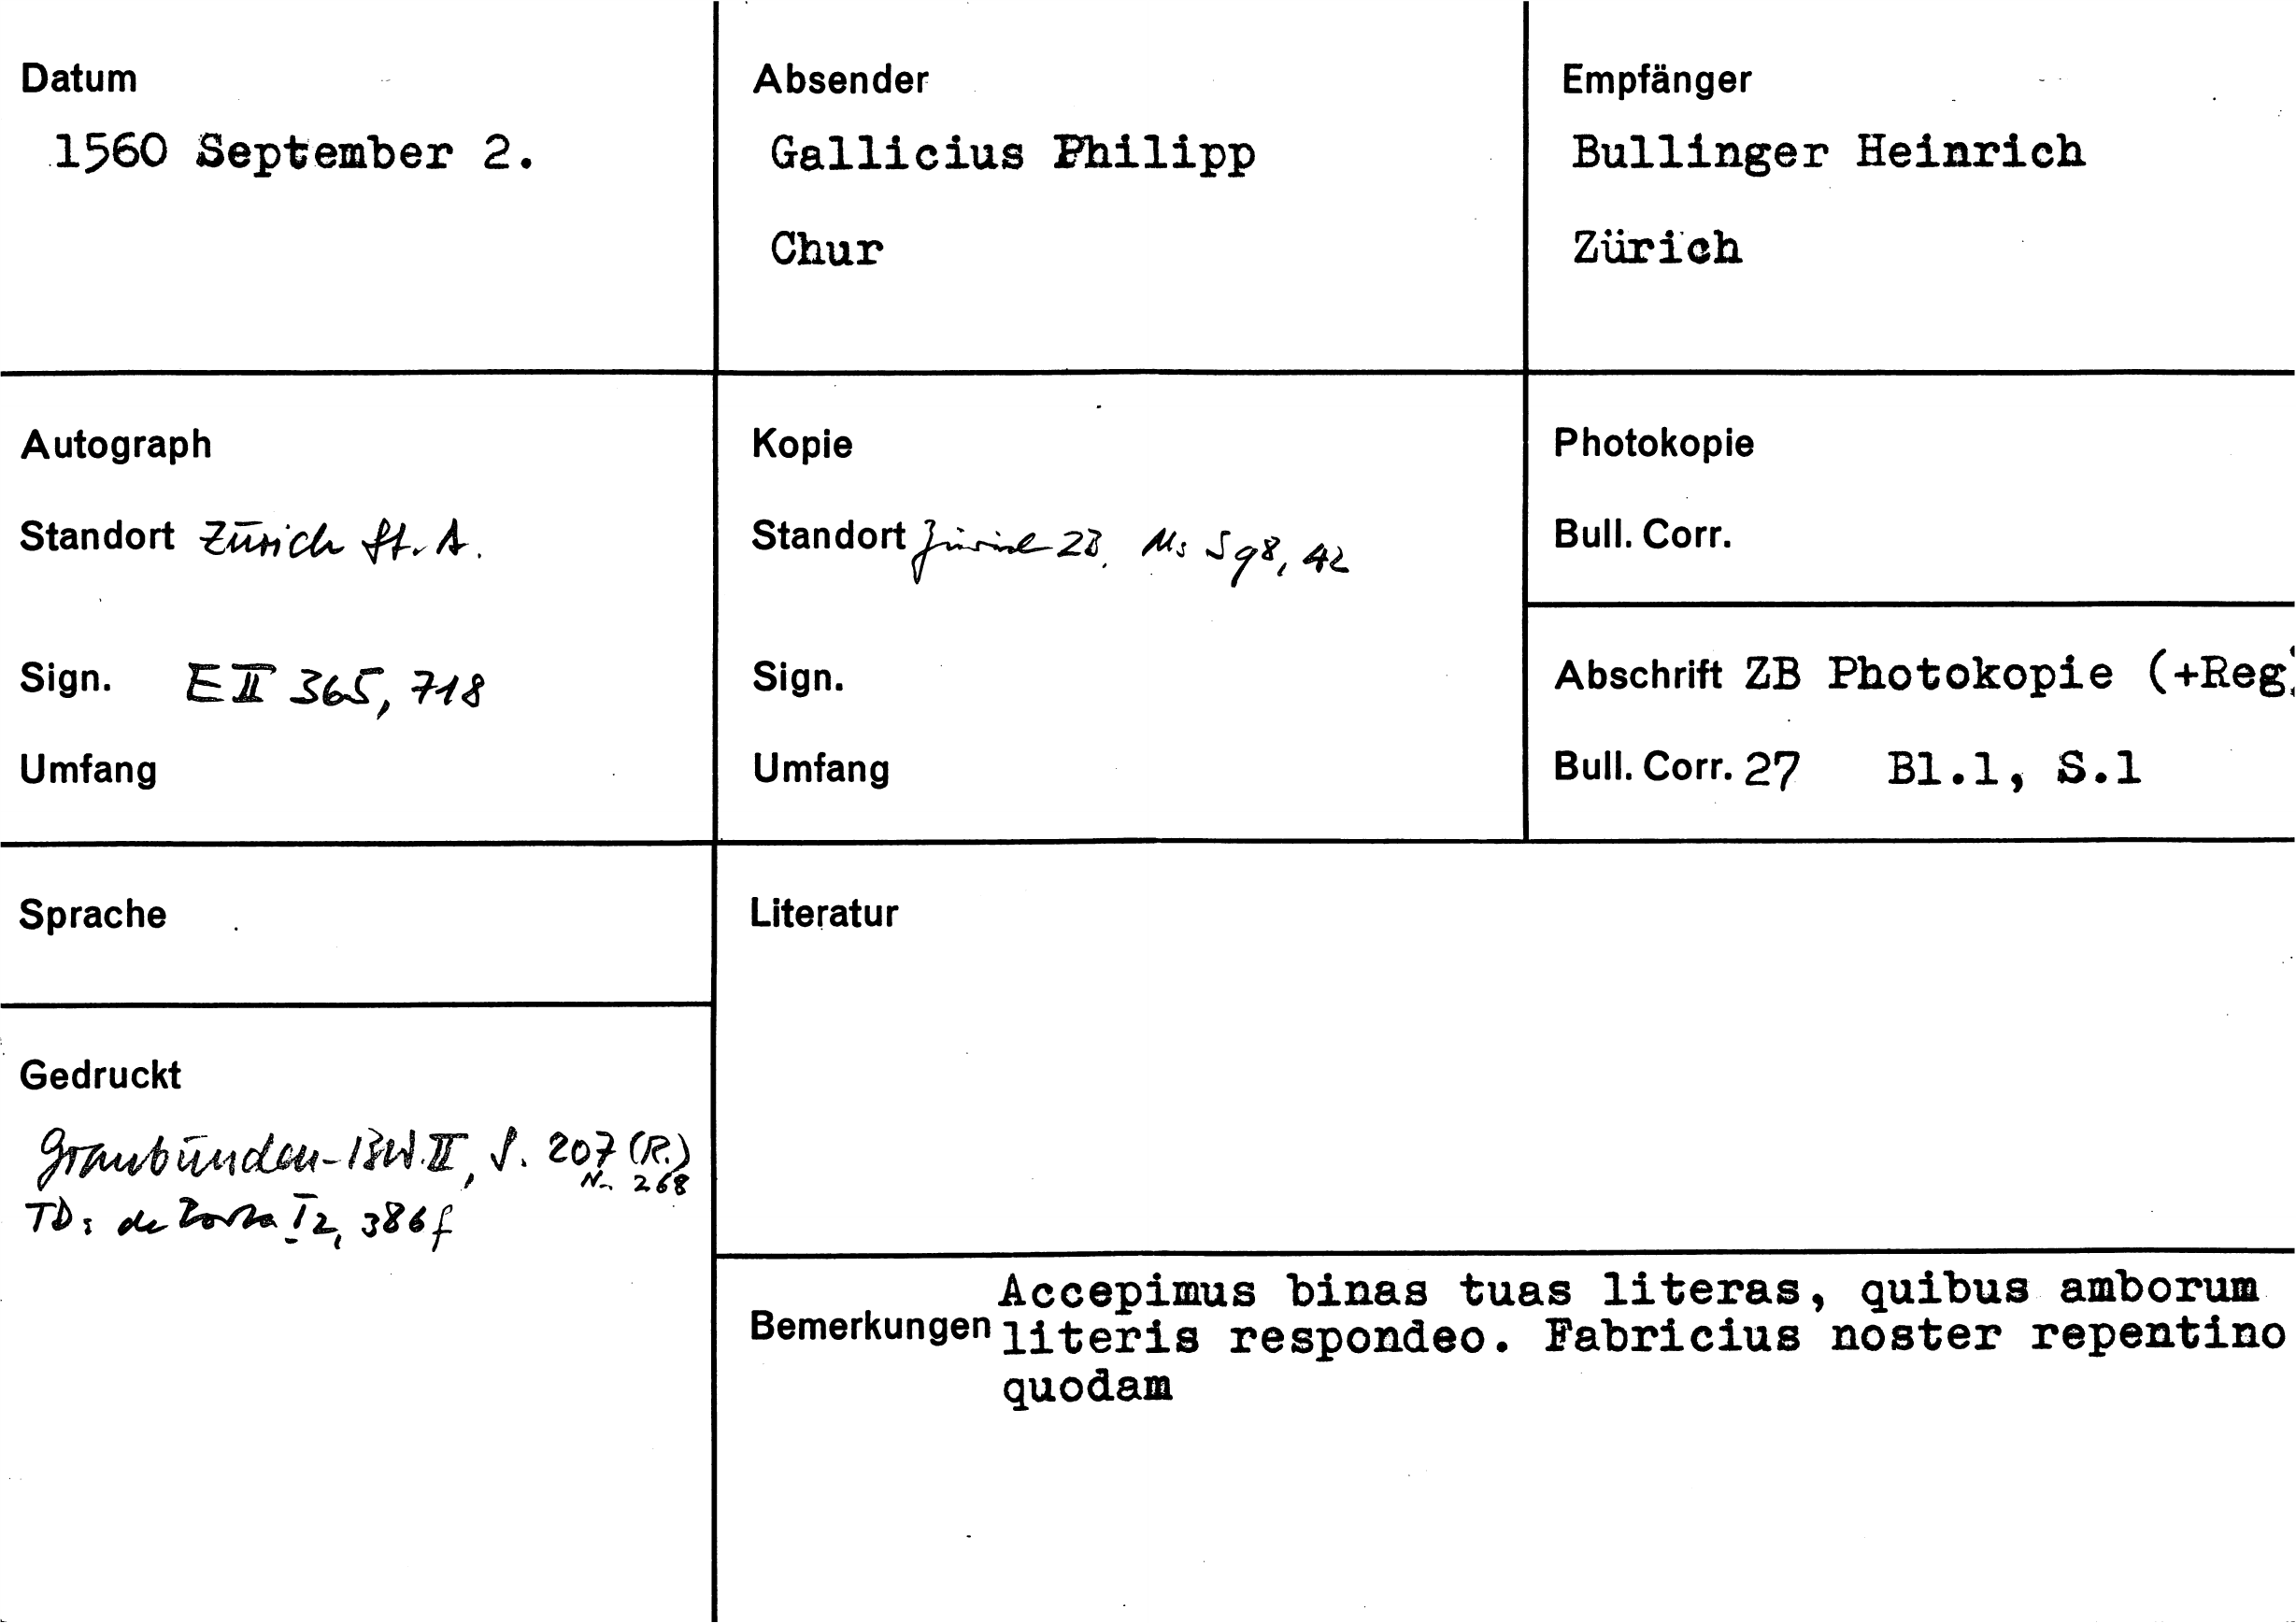 Datum
1560 September 2.
Absender
Gallicius Philipp
Chur
Empfänger
Bullinger Heinrich
Zürich
Autograph
Standort Zürich St. A.
Sign. E II 365, 718
Umfang
Kopie
Standort Zürich ZB. Ms S 98, 42
Sign.
Umfang
Photokopie
Bull. Corr.
Abschrift ZB Photokopie (+Reg)
Bull. Corr. 27 Bl.1, S.1
Sprache
Literatur
Gedruckt
Graubünden-BW. II, S. 207 (R.)
Nr. 268
TD: de Porta I 2, 386 f
Bemerkungen
Accepimus binas tuas literas, quibus amborum
literis respondeo. Fabricius noster repentino
quodam